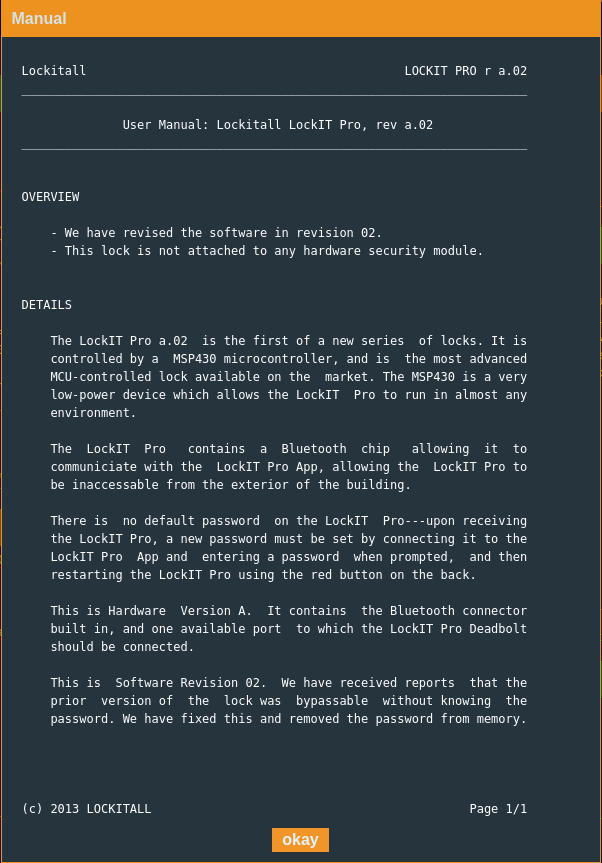 Manual
Lockitall LOCKIT PRO r a.02
User Manual: Lockitall LockIT Pro, rev a.02
OVERVIEW
- We have revised the software in revision 02.
- This lock is not attached to any hardware security module.
DETAILS
The LockIT Pro a.02 is the first of a new series of locks. It is
controlled by a MSP430 microcontroller, and is the most advanced
MCU-controlled lock available on the market. The MSP430 is a very
low-power device which allows the LockIT Pro to run in almost any
environment.
The LockIT Pro contains a Bluetooth chip allowing it to
communiciate with the LockIT Pro App, allowing the LockIT Pro to
be inaccessable from the exterior of the building.
There is no default password on the LockIT Pro---upon receiving
the LockIT Pro, a new password must be set by connecting it to the
LockIT Pro App and entering a password when prompted, and then
restarting the LockIT Pro using the red button on the back.
This is Hardware Version A. It contains the Bluetooth connector
built in, and one available port to which the LockIT Pro Deadbolt
should be connected.
This is Software Revision 02. We have received reports that the
prior version of the lock was bypassable without knowing the
password. We have fixed this and removed the password from memory.
(c) 2013 LOCKITALL Page 1/1
okay